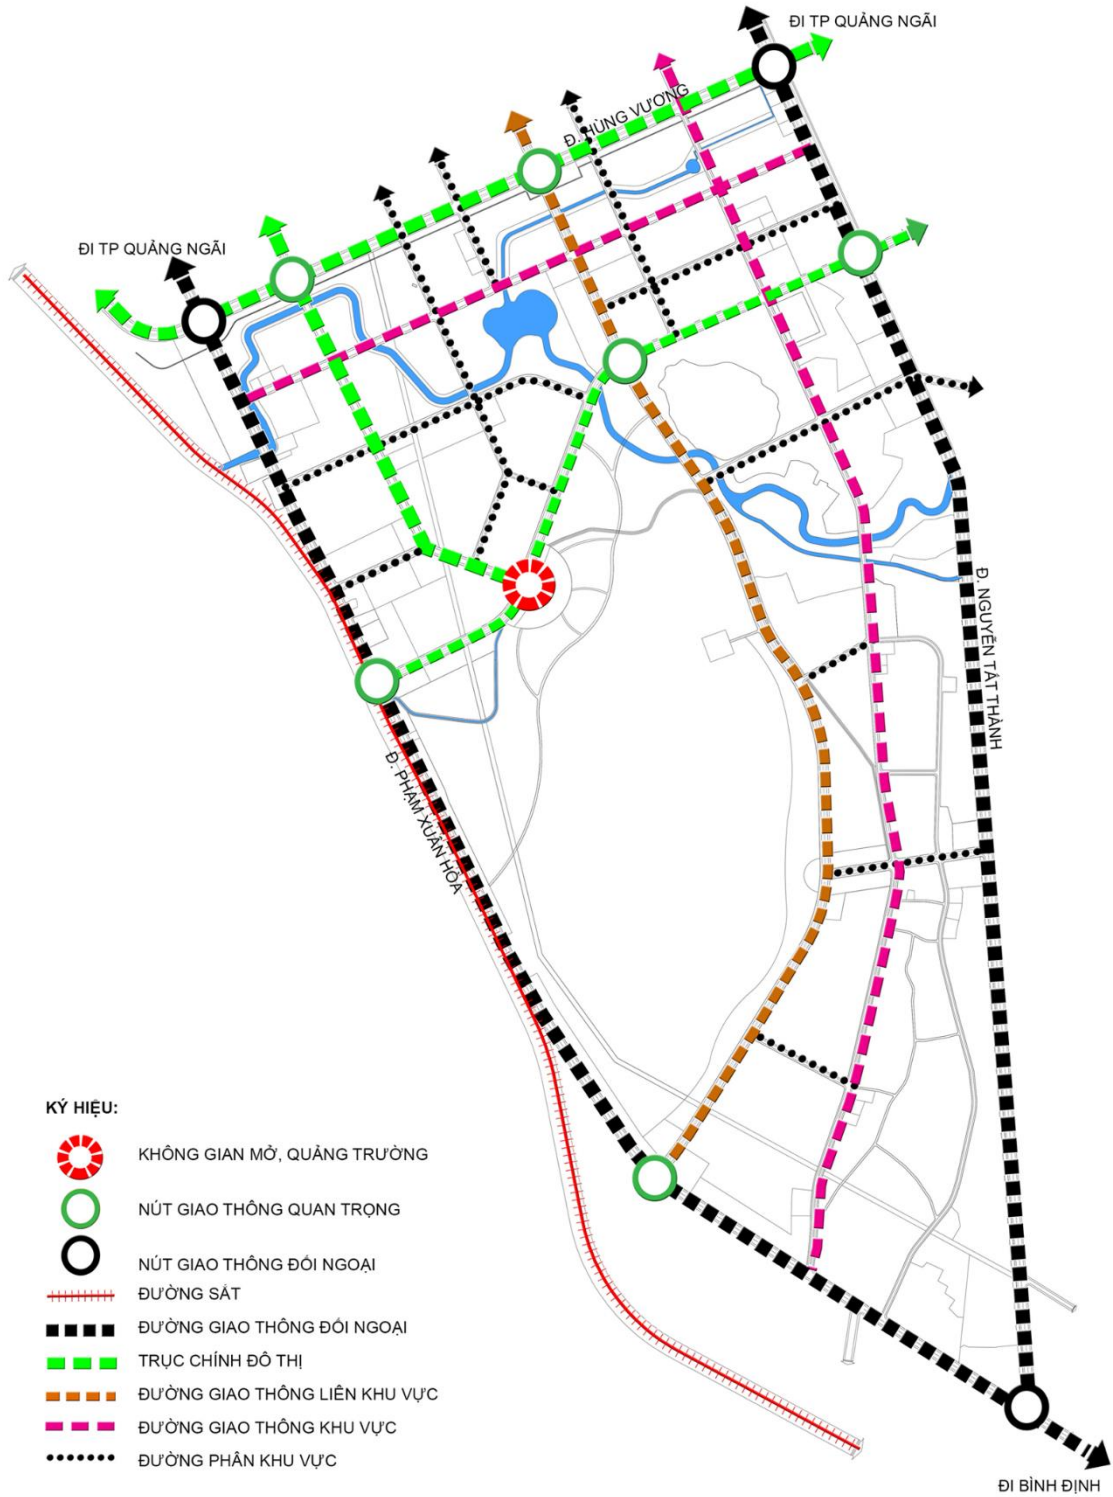 ĐI TP QUẢNG NGÃI
Đ. HÙNG VƯƠNG
ĐI TP QUẢNG NGÃI
Đ. NGUYỄN TẤT THÀNH
Đ. PHẠM XUÂN HÒA
KÝ HIỆU:
KHÔNG GIAN MỞ, QUẢNG TRƯỜNG
NÚT GIAO THÔNG QUAN TRỌNG
NÚT GIAO THÔNG ĐỐI NGOẠI
ĐƯỜNG SẮT
ĐƯỜNG GIAO THÔNG ĐỐI NGOẠI
TRỤC CHÍNH ĐÔ THỊ
ĐƯỜNG GIAO THÔNG LIÊN KHU VỰC
ĐƯỜNG GIAO THÔNG KHU VỰC
ĐƯỜNG PHÂN KHU VỰC
ĐI BÌNH ĐỊNH